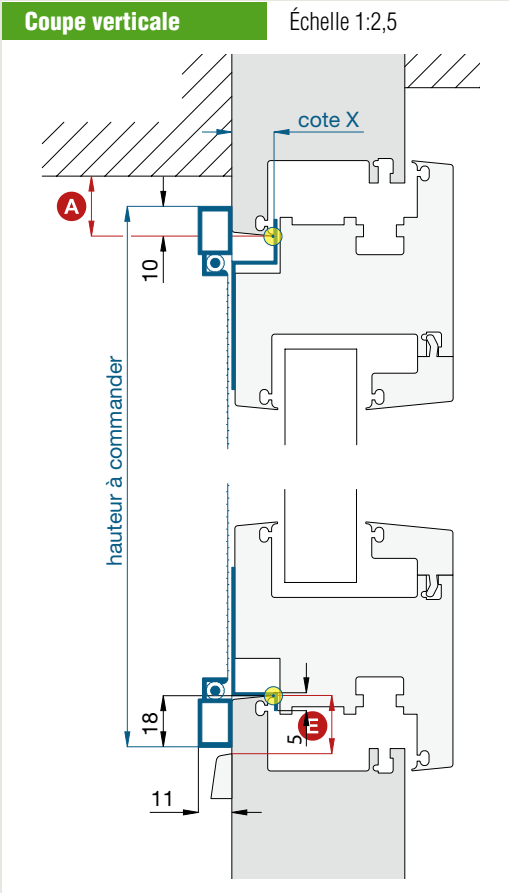 Coupe verticale
Échelle 1:2,5
cote X
A
10
hauteur à commander
18
5
E
11